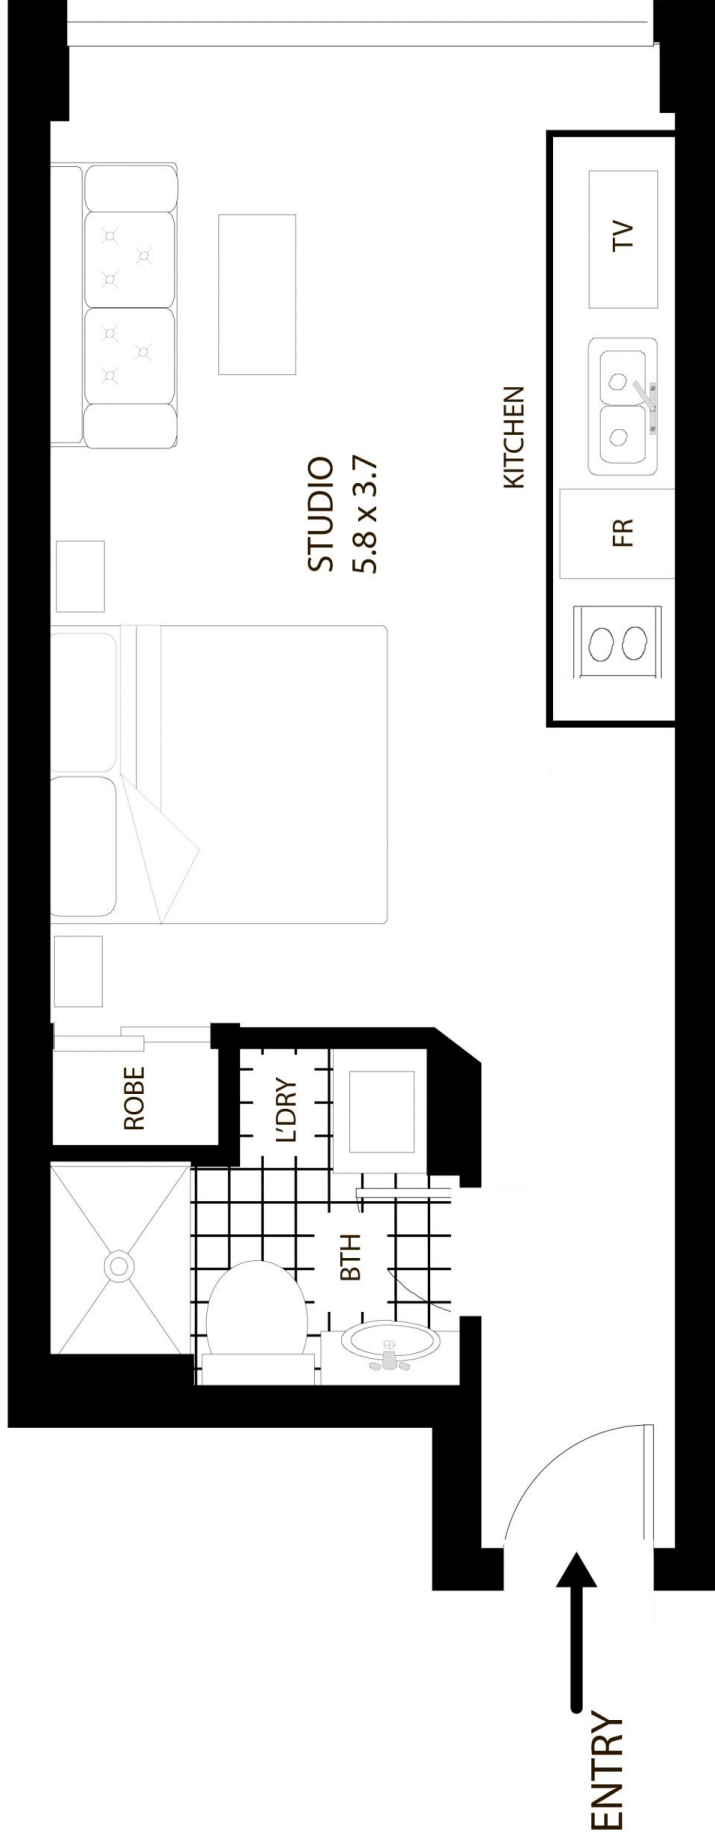 TV
KITCHEN
STUDIO
5.8 x 3.7
FR
ROBE
L'DRY
BTH
ENTRY